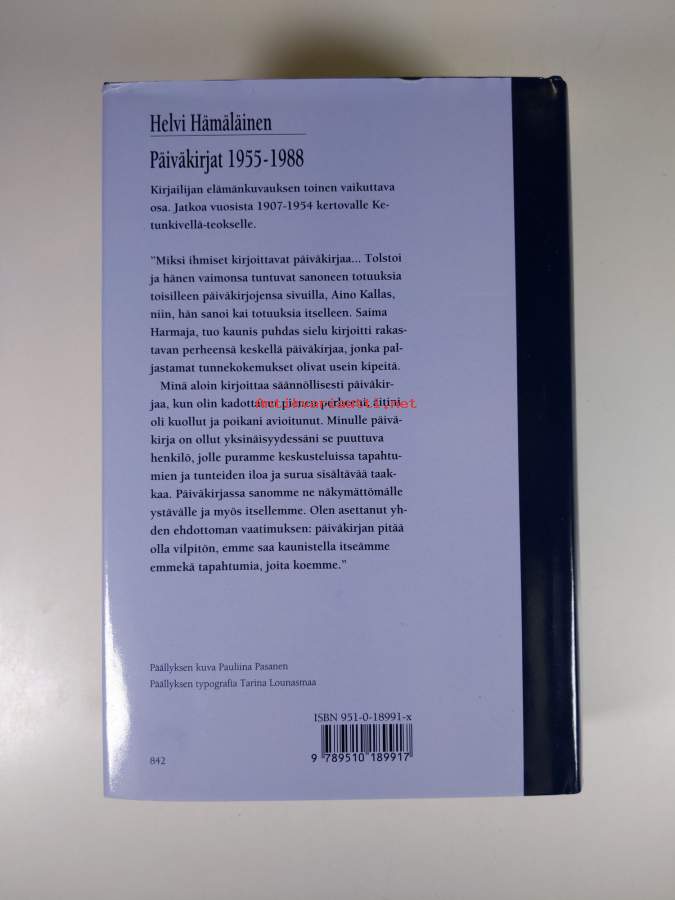 Helvi Hämäläinen
Päiväkirjat 1955-1988
Kirjailijan elämänkuvauksen toinen vaikuttava
osa. Jatkoa vuosista 1907-1954 kertovalle Ke-
tunkivellä-teokselle.
”Miksi ihmiset kirjoittavat päiväkirjaa... Tolstoi
ja hänen vaimonsa tuntuvat sanoneen totuuksia
toisilleen päiväkirjojensa sivuilla, Aino Kallas,
niin, hän sanoi kai totuuksia itselleen. Saima
Harmaja, tuo kaunis puhdas sielu kirjoitti rakas-
tavan perheensä keskellä päiväkirjaa, jonka pal-
jastamat tunnekokemukset olivat usein kipeitä.
Minä aloin kirjoittaa säännöllisesti päiväkir-
jaa, kun olin kadottanut pienen perheeni, äitini
Antikvariaatti.net
oli kuollut ja poikani avioitunut. Minulle päivä-
kirja on ollut yksinäisyydessäni se puuttuva
henkilö, jolle puramme keskusteluissa tapahtu-
mien ja tunteiden iloa ja surua sisältävää taak-
kaa. Päiväkirjassa sanomme ne näkymättömälle
ystävälle ja myös itsellemme. Olen asettanut yh-
den ehdottoman vaatimuksen: päiväkirjan pitää
olla vilpitön, emme saa kaunistella itseämme
emmekä tapahtumia, joita koemme.”
Päällyksen kuva Pauliina Pasanen
Päällyksen typografia Tarina Lounasmaa
ISBN 951-0-18991-x
9 789510 189917
842